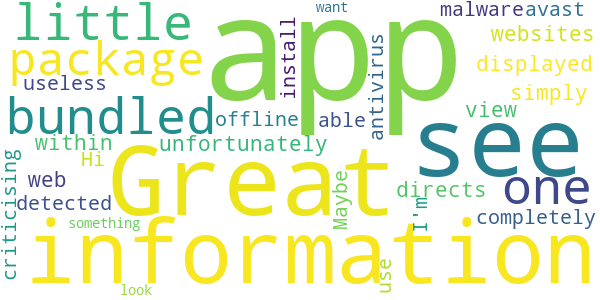 want
little
app
malware
avast
install
websites
package
antivirus
displayed
useless
simply
bundled
offline
able
see
view
within
unfortunately
Hi
Great
criticising
web
Maybe
directs
one
detected
I'm
completely
something
information
use
look